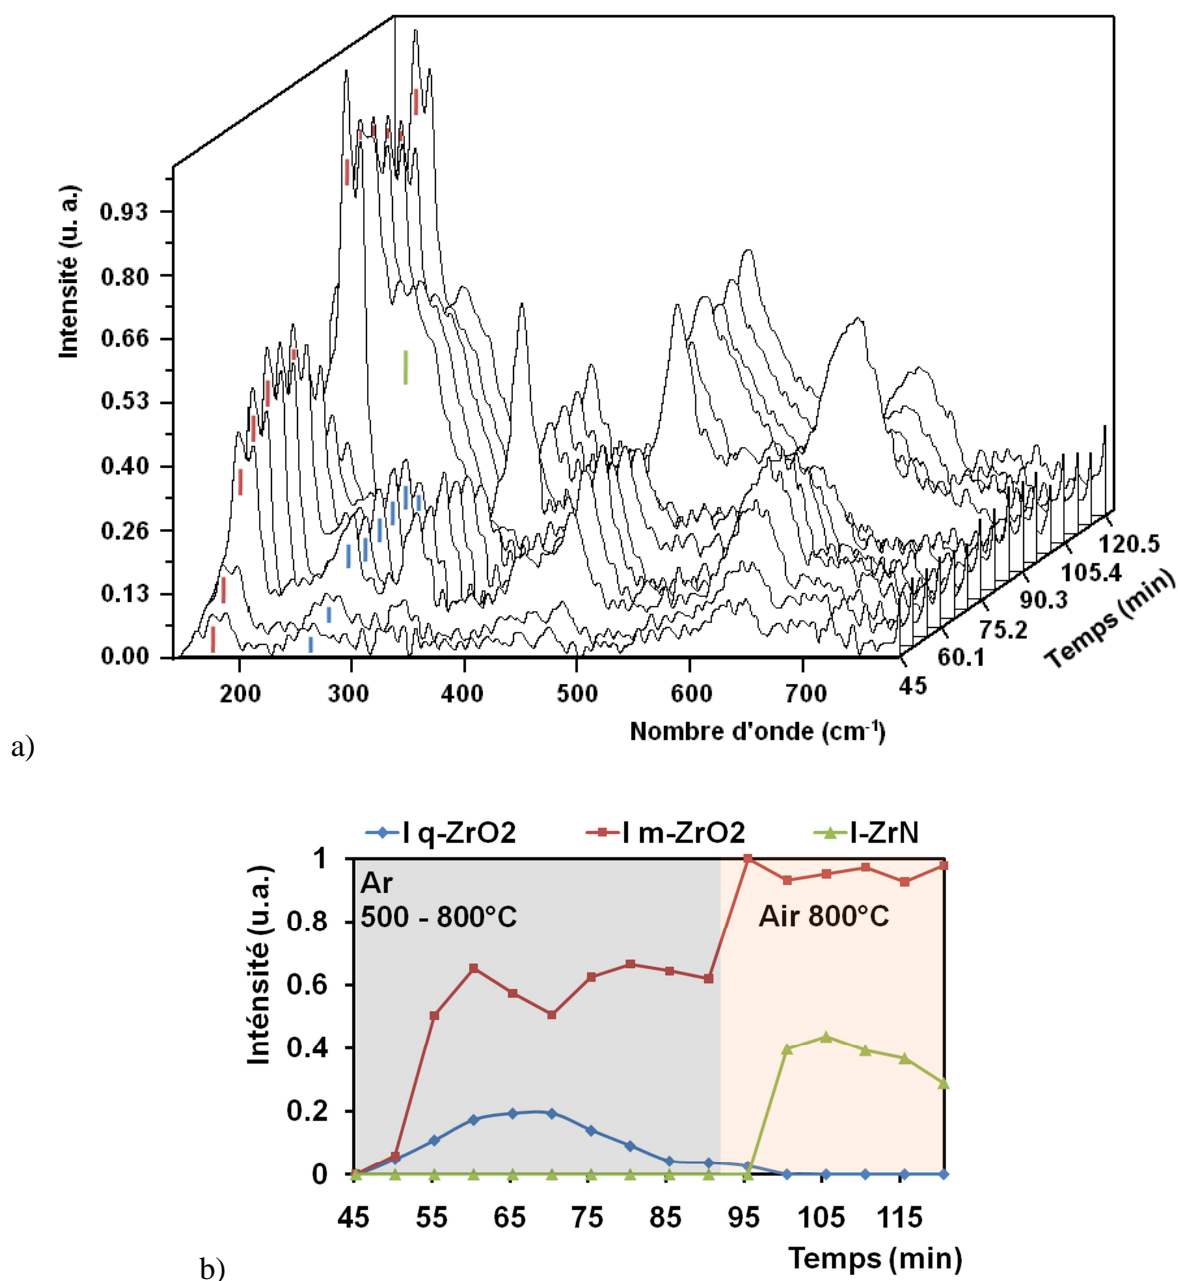 Intensité (u. a.)
0.93
0.80
0.66
0.53
0.40
0.26
0.13
0.00
200
300
400
500
600
700
45
60.1
75.2
90.3
105.4
120.5
Temps (min)
Nombre d'onde (cm-1)
a)
I q-ZrO2
I m-ZrO2
I-ZrN
Inténsité (u.a.)
1
0.8
0.6
0.4
0.2
0
Ar
500 - 800°C
Air 800°C
45
55
65
75
85
95
105
115
Temps (min)
b)